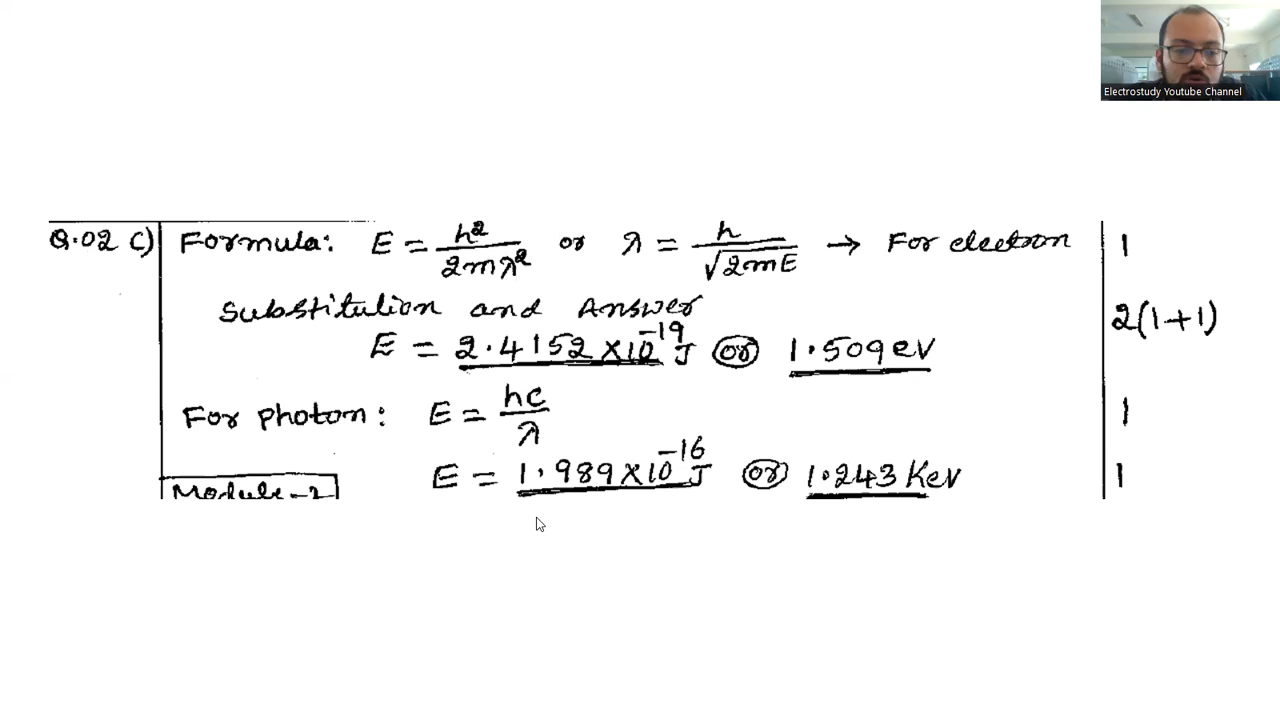 Electrostudy Youtube Channel
Q.02 C) Formula: E = h²/2mλ² or λ = h/√2mE → For electron 1
Substitution and Answer 2(1+1)
E = 2.4152 × 10⁻¹⁹ J or 1.509 eV
For photon: E = hc/λ 1
E = 1.989 × 10⁻¹⁶ J or 1.243 Kev 1
Module-2